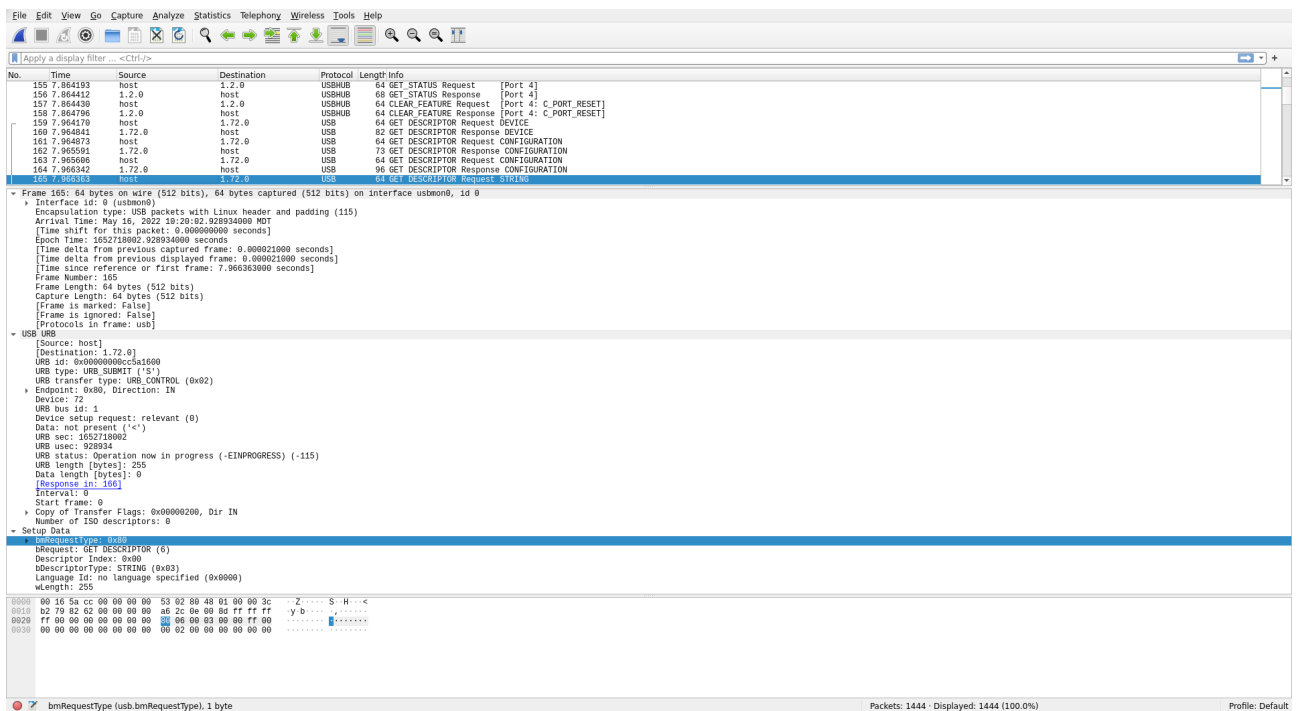 File Edit View Go Capture Analyze Statistics Telephony Wireless Tools Help
Apply a display filter ... <Ctrl-/>
No. Time Source Destination Protocol Length Info
155 7.864193 host 1.2.0 USBHUB 64 GET_STATUS Request [Port 4]
156 7.864412 1.2.0 host USBHUB 68 GET_STATUS Response [Port 4]
157 7.864430 host 1.2.0 USBHUB 64 CLEAR_FEATURE Request [Port 4: C_PORT_RESET]
158 7.864796 1.2.0 host USBHUB 64 CLEAR_FEATURE Response [Port 4: C_PORT_RESET]
159 7.964170 host 1.72.0 USB 64 GET DESCRIPTOR Request DEVICE
160 7.964841 1.72.0 host USB 82 GET DESCRIPTOR Response DEVICE
161 7.964873 host 1.72.0 USB 64 GET DESCRIPTOR Request CONFIGURATION
162 7.965591 1.72.0 host USB 73 GET DESCRIPTOR Response CONFIGURATION
163 7.965606 host 1.72.0 USB 64 GET DESCRIPTOR Request CONFIGURATION
164 7.966342 1.72.0 host USB 96 GET DESCRIPTOR Response CONFIGURATION
165 7.966363 host 1.72.0 USB 64 GET DESCRIPTOR Request STRING
Frame 165: 64 bytes on wire (512 bits), 64 bytes captured (512 bits) on interface usbmon0, id 0
Interface id: 0 (usbmon0)
Encapsulation type: USB packets with Linux header and padding (115)
Arrival Time: May 16, 2022 10:20:02.928934000 MDT
[Time shift for this packet: 0.000000000 seconds]
Epoch Time: 1652718002.928934000 seconds
[Time delta from previous captured frame: 0.000021000 seconds]
[Time delta from previous displayed frame: 0.000021000 seconds]
[Time since reference or first frame: 7.966363000 seconds]
Frame Number: 165
Frame Length: 64 bytes (512 bits)
Capture Length: 64 bytes (512 bits)
[Frame is marked: False]
[Frame is ignored: False]
[Protocols in frame: usb]
USB URB
[Source: host]
[Destination: 1.72.0]
URB id: 0x00000000cc5a1600
URB type: URB_SUBMIT ('S')
URB transfer type: URB_CONTROL (0x02)
Endpoint: 0x80, Direction: IN
Device: 72
URB bus id: 1
Device setup request: relevant (0)
Data: not present ('<')
URB sec: 1652718002
URB usec: 928934
URB status: Operation now in progress (-EINPROGRESS) (-115)
URB length [bytes]: 255
Data length [bytes]: 0
[Response in: 166]
Interval: 0
Start frame: 0
Copy of Transfer Flags: 0x00000200, Dir IN
Number of ISO descriptors: 0
Setup Data
bmRequestType: 0x80
bRequest: GET DESCRIPTOR (6)
Descriptor Index: 0x00
bDescriptorType: STRING (0x03)
Language Id: no language specified (0x0000)
wLength: 255
0000 00 16 5a cc 00 00 00 00 53 02 80 48 01 00 00 3c ··Z····· S··H···<
0010 b2 79 82 62 00 00 00 00 a6 2c 0e 00 8d ff ff ff ·y·b···· ·,······
0020 ff 00 00 00 00 00 00 00 80 06 00 03 00 00 ff 00 ········ ········
0030 00 00 00 00 00 00 00 00 00 02 00 00 00 00 00 00 ········ ········
bmRequestType (usb.bmRequestType), 1 byte Packets: 1444 · Displayed: 1444 (100.0%) Profile: Default